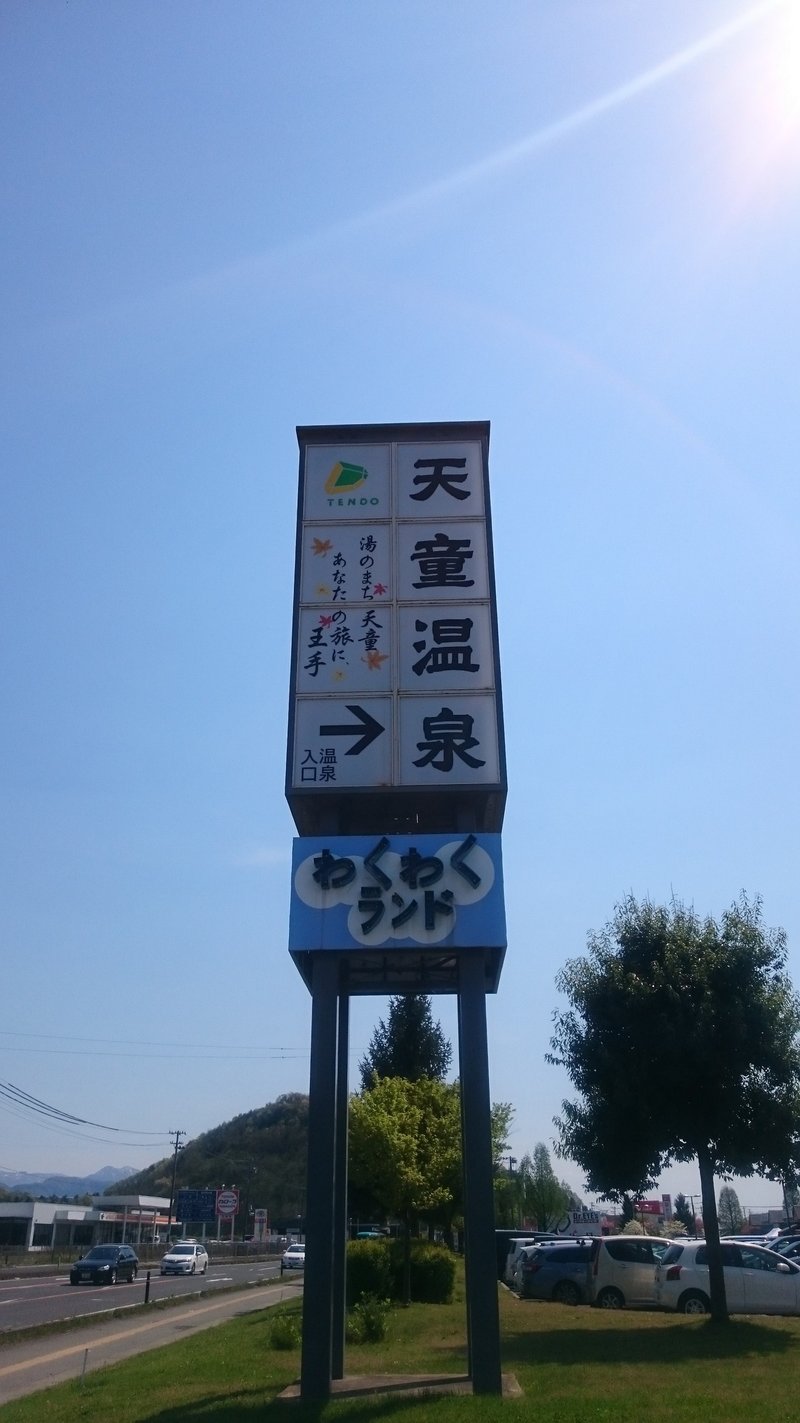 天童温泉
TENDO
湯のまち 天童
あなたの旅に、
王手
温泉
入口
わくわく
ランド